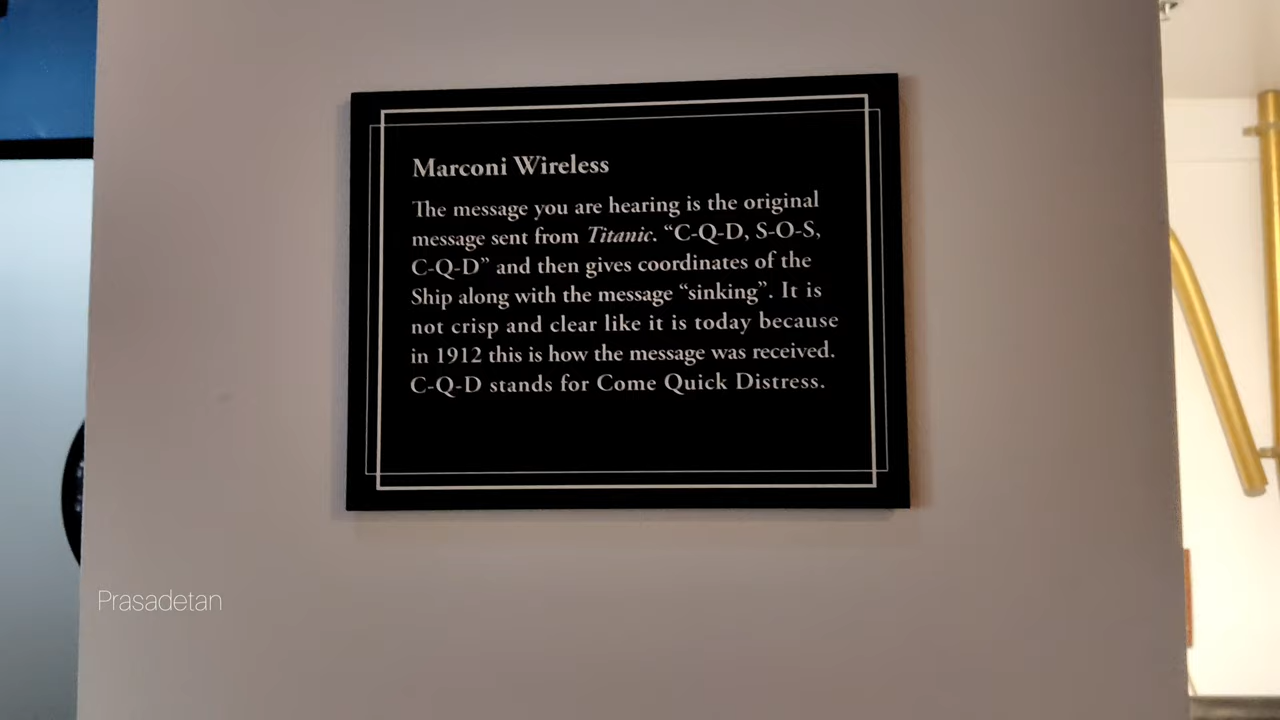 Marconi Wireless
The message you are hearing is the original
message sent from Titanic. “C-Q-D, S-O-S,
C-Q-D” and then gives coordinates of the
Ship along with the message “sinking”. It is
not crisp and clear like it is today because
in 1912 this is how the message was received.
C-Q-D stands for Come Quick Distress.
Prasadetan